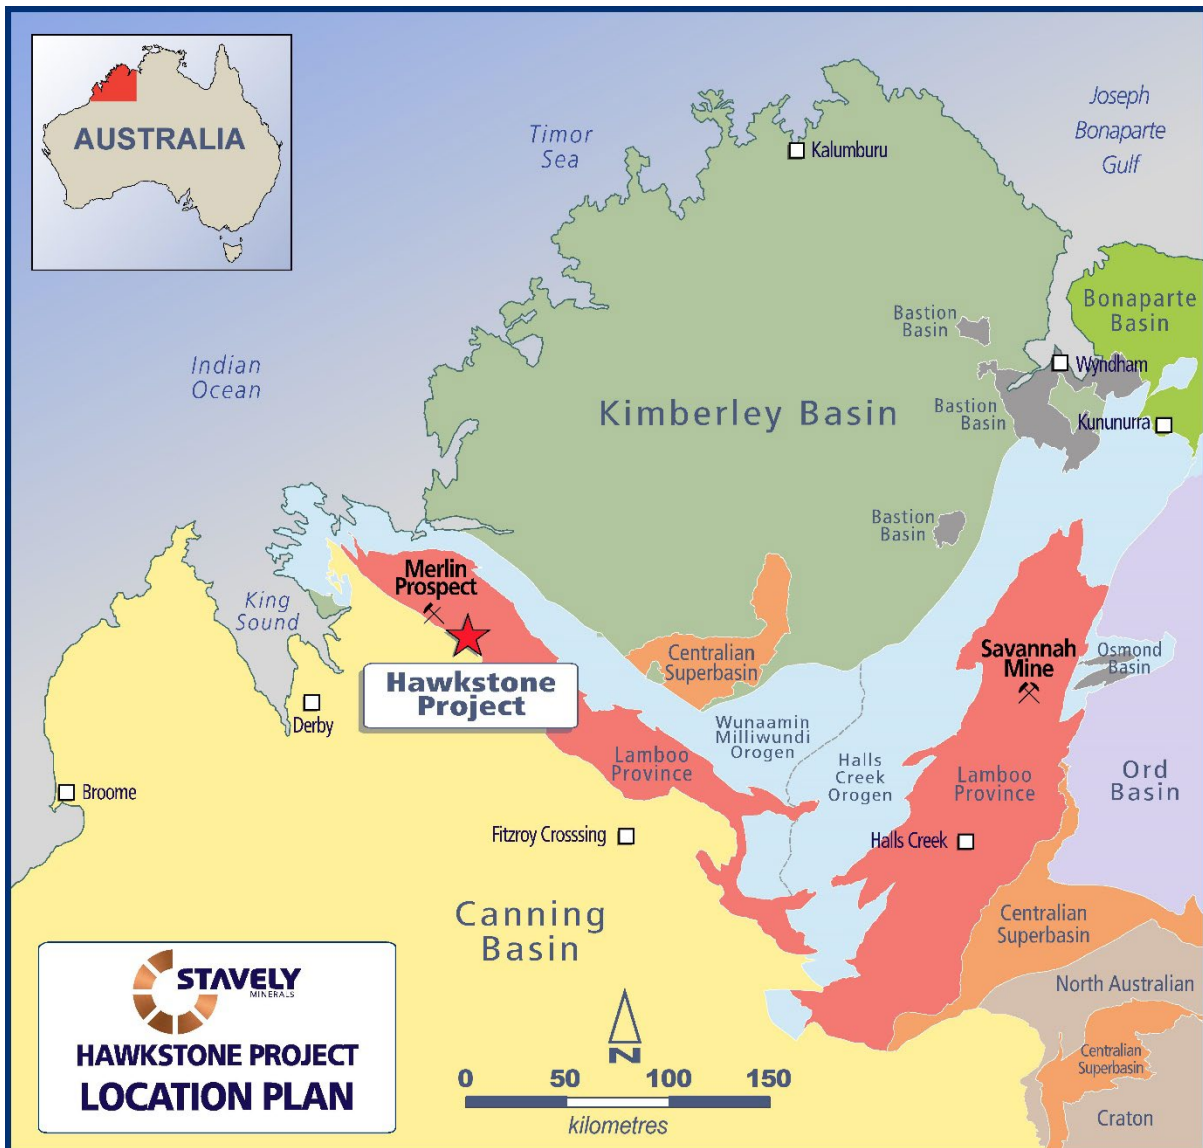 AUSTRALIA
Timor
Sea
Joseph
Bonaparte
Gulf
Kalumburu
Bonaparte
Basin
Bastion
Basin
Indian
Ocean
Wyndham
Kimberley Basin
Bastion
Basin
Kununurra
Bastion
Basin
Merlin
Prospect
King
Sound
Centralian
Superbasin
Savannah
Mine
Osmond
Basin
Hawkstone
Project
Derby
Wunaamin
Milliwundi
Orogen
Lamboo
Province
Halls
Creek
Orogen
Lamboo
Province
Ord
Basin
Broome
Fitzroy Crosssing
Halls Creek
Canning
Basin
Centralian
Superbasin
North Australian
Centralian
Superbasin
Craton
STAVELY
MINERALS
HAWKSTONE PROJECT
LOCATION PLAN
N
0 50 100 150
kilometres